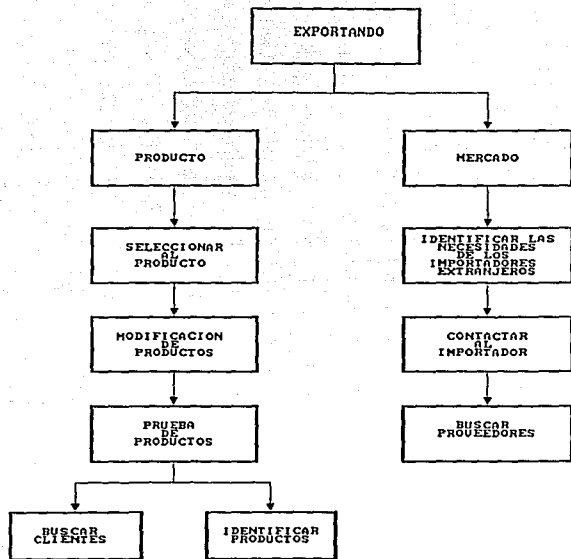 EXPORTANDO
PRODUCTO
MERCADO
SELECCIONAR
AL
PRODUCTO
IDENTIFICAR LAS
NECESIDADES
DE LOS
IMPORTADORES
EXTRANJEROS
MODIFICACION
DE
PRODUCTOS
CONTACTAR
AL
IMPORTADOR
PRUEBA
DE
PRODUCTOS
BUSCAR
PROVEEDORES
BUSCAR
CLIENTES
IDENTIFICAR
PRODUCTOS